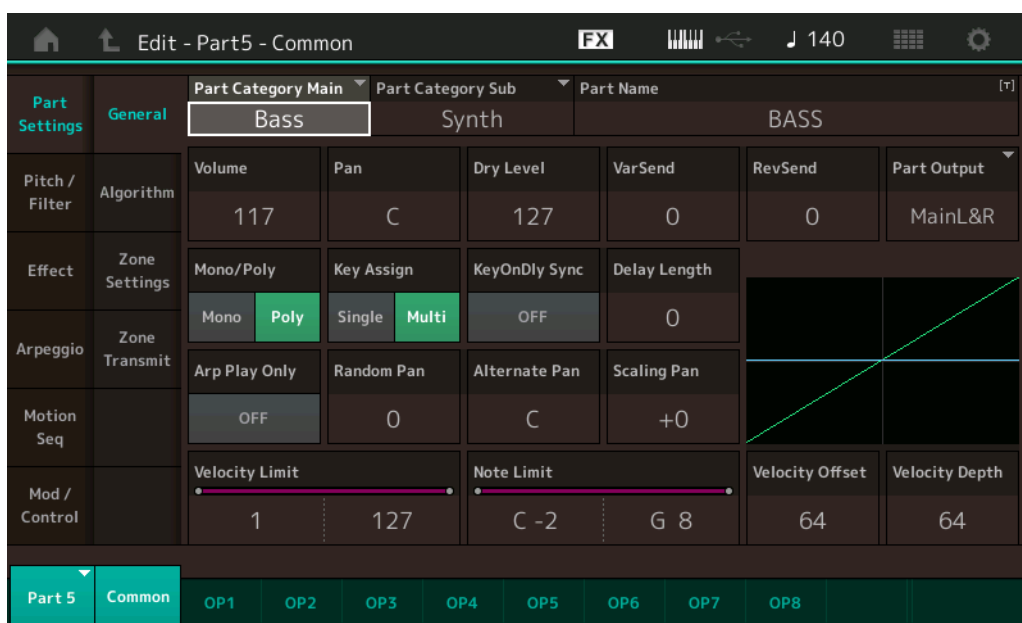 Edit - Part5 - Common FX ♩ 140
Part Settings
General
Part Category Main Part Category Sub Part Name [T]
Bass Synth BASS
Pitch / Filter
Algorithm
Volume Pan Dry Level VarSend RevSend Part Output
117 C 127 0 0 MainL&R
Effect
Zone Settings
Mono/Poly Key Assign KeyOnDly Sync Delay Length
Mono Poly Single Multi OFF 0
Arpeggio
Zone Transmit
Arp Play Only Random Pan Alternate Pan Scaling Pan
OFF 0 C +0
Motion Seq
Mod / Control
Velocity Limit Note Limit Velocity Offset Velocity Depth
1 127 C -2 G 8 64 64
Part 5 Common OP1 OP2 OP3 OP4 OP5 OP6 OP7 OP8